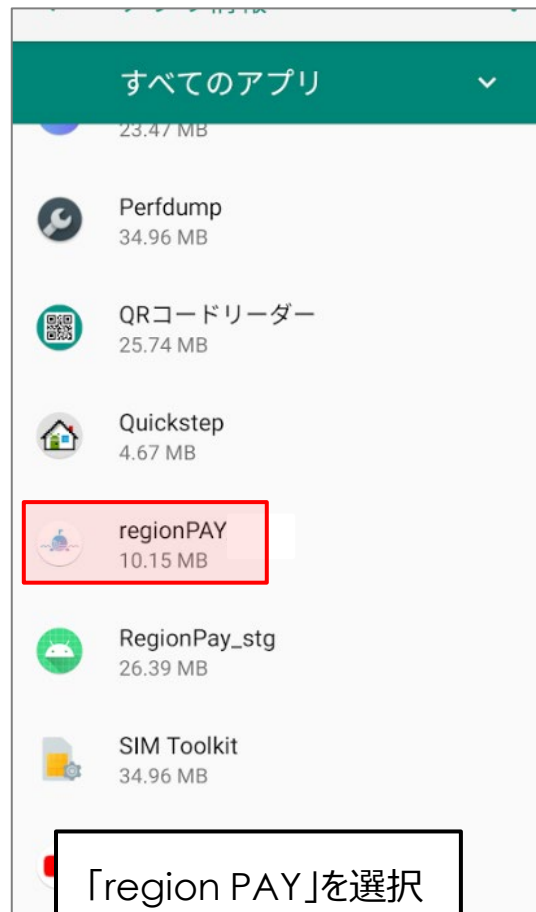 すべてのアプリ
23.47 MB
Perfdump
34.96 MB
QRコードリーダー
25.74 MB
Quickstep
4.67 MB
regionPAY
10.15 MB
RegionPay_stg
26.39 MB
SIM Toolkit
34.96 MB
「region PAY」を選択